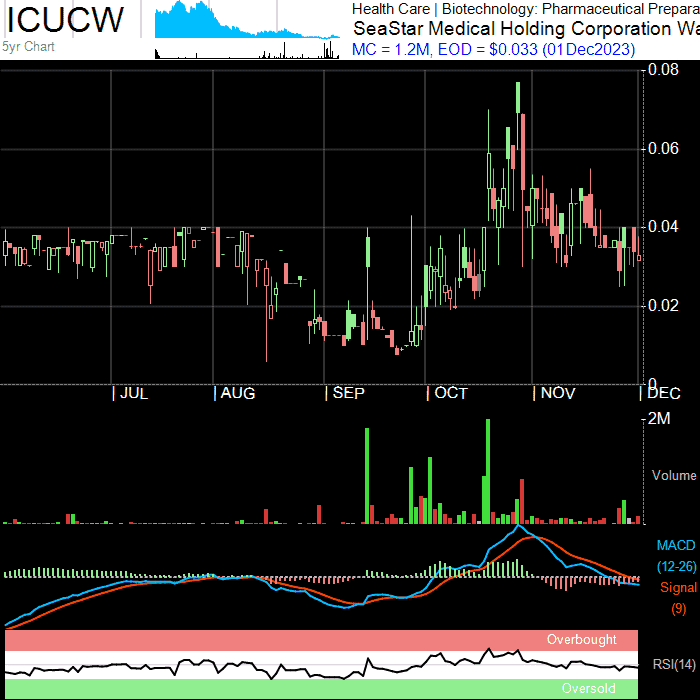 ICUCW
5yr Chart
Health Care | Biotechnology: Pharmaceutical Prepara
SeaStar Medical Holding Corporation Wa
MC = 1.2M, EOD = $0.033 (01Dec2023)
0.08
0.06
0.04
0.02
0
JUL AUG SEP OCT NOV DEC
2M
Volume
MACD
(12-26)
Signal
(9)
Overbought
RSI(14)
Oversold